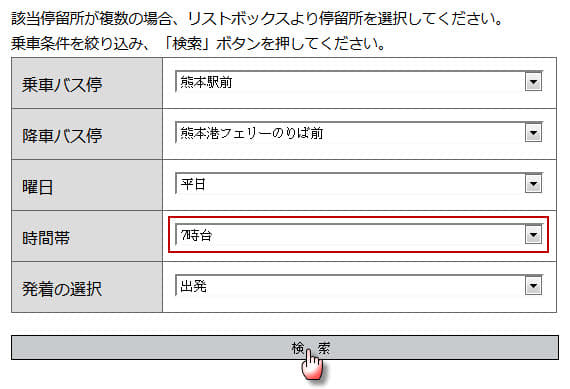 該当停留所が複数の場合、リストボックスより停留所を選択してください。
乗車条件を絞り込み、「検索」ボタンを押してください。
乗車バス停 熊本駅前
降車バス停 熊本港フェリーのりば前
曜日 平日
時間帯 7時台
発着の選択 出発
検 索